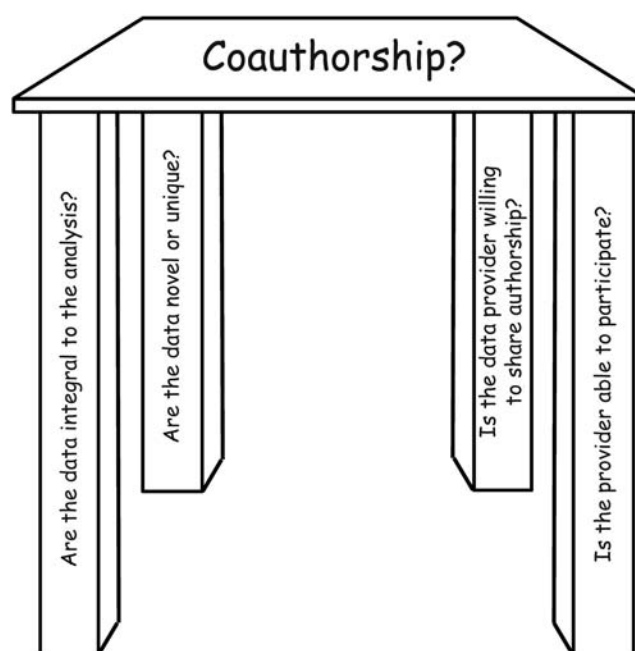 Coauthorship?
Are the data integral to the analysis?
Are the data novel or unique?
Is the data provider willing
to share authorship?
Is the provider able to participate?